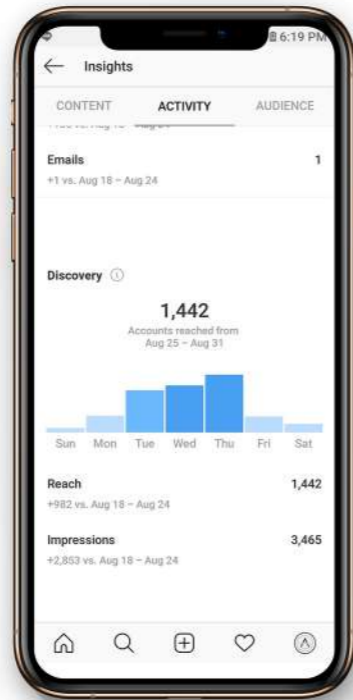 6:19 PM
Insights
CONTENT ACTIVITY AUDIENCE
Emails 1
+1 vs. Aug 18 – Aug 24
Discovery
1,442
Accounts reached from
Aug 25 – Aug 31
Sun Mon Tue Wed Thu Fri Sat
Reach 1,442
+982 vs. Aug 18 – Aug 24
Impressions 3,465
+2,853 vs. Aug 18 – Aug 24